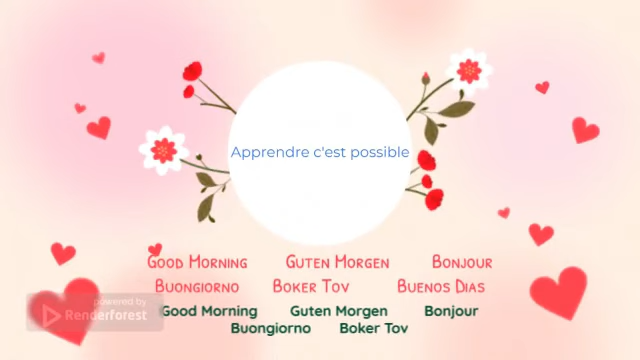 Apprendre c'est possible
Good Morning Guten Morgen Bonjour
Buongiorno Boker Tov Buenos Dias
powered by
Renderforest
Good Morning Guten Morgen Bonjour
Buongiorno Boker Tov